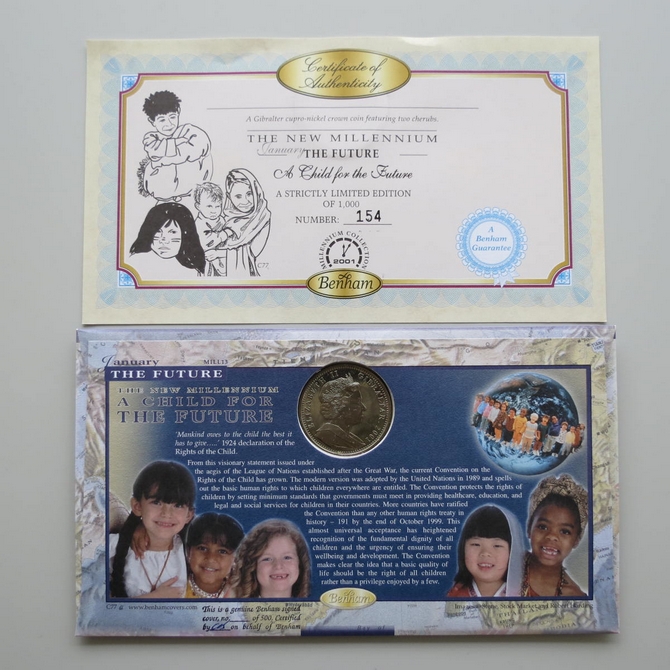 Certificate of
Authenticity
A Gibralter cupro-nickel crown coin featuring two cherubs.
THE NEW MILLENNIUM
January
THE FUTURE
A Child for the Future
A STRICTLY LIMITED EDITION
OF 1,000
NUMBER: 154
MILLENNIUM COLLECTION
2001
A
Benham
Guarantee
C77
Benham
January MILL13
THE FUTURE
THE NEW MILLENNIUM
A CHILD FOR
THE FUTURE
ELIZABETH II GIBRALTAR
'Mankind owes to the child the best it
has to give.....' 1924 declaration of the
Rights of the Child.
From this visionary statement issued under
the aegis of the League of Nations established after the Great War, the current Convention on the
Rights of the Child has grown. The modern version was adopted by the United Nations in 1989 and spells
out the basic human rights to which children everywhere are entitled. The Convention protects the rights of
children by setting minimum standards that governments must meet in providing healthcare, education, and
legal and social services for children in their countries. More countries have ratified
the Convention than any other human rights treaty in
history – 191 by the end of October 1999. This
almost universal acceptance has heightened
recognition of the fundamental dignity of all
children and the urgency of ensuring their
wellbeing and development. The Convention
makes clear the idea that a basic quality of
life should be the right of all children
rather than a privilege enjoyed by a few.
C77 www.benhamcovers.com
This is a genuine Benham signed
cover, no. of 500. Certified
by on behalf of Benham
Benham
Stock Market and Robert Harding